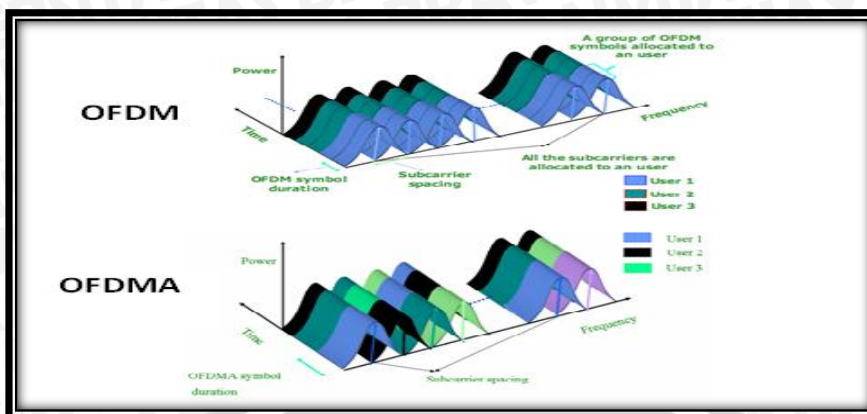 A group of OFDM
symbols allocated to
an user
Power
OFDM
Time
Frequency
OFDM symbol
duration
Subcarrier
spacing
All the subcarriers are
allocated to an user
User 1
User 2
User 3
Power
User 1
User 2
User 3
OFDMA
Time
Frequency
OFDMA symbol
duration
Subcarrier spacing